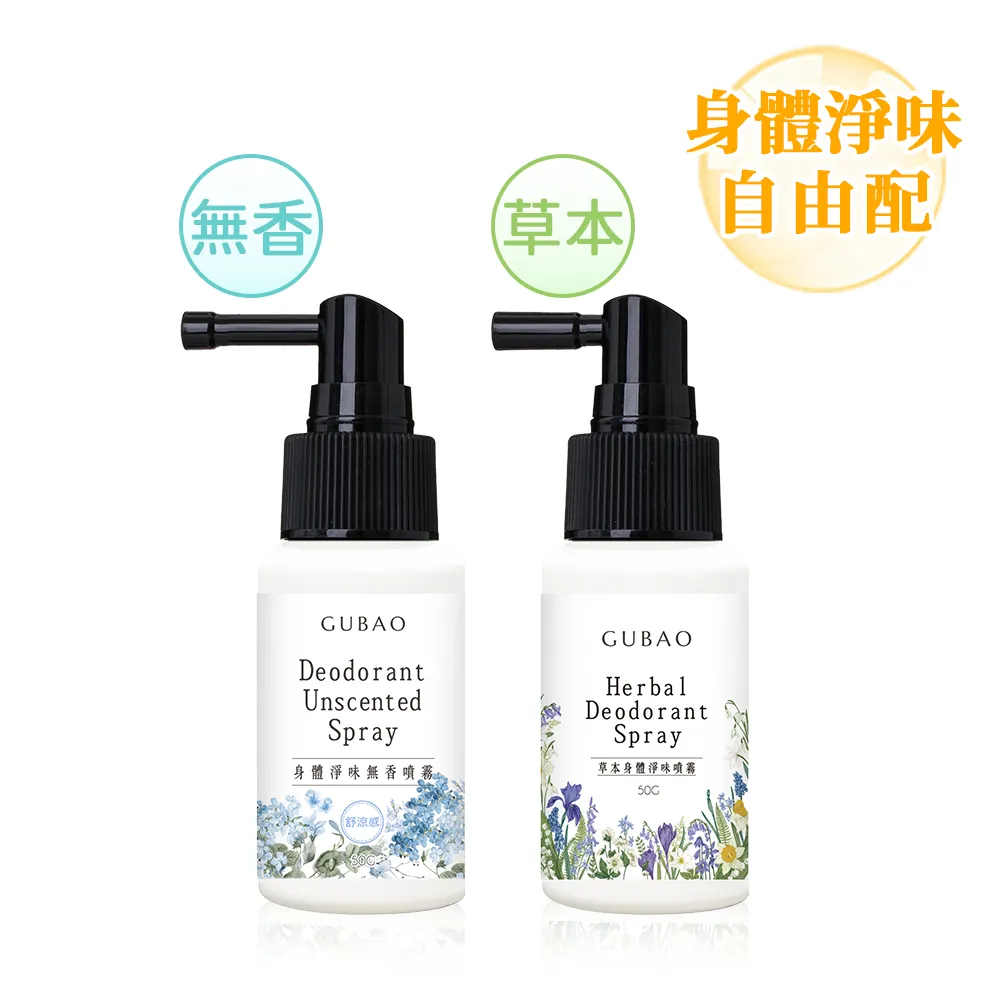 身體淨味
自由配
無香
草本
GUBAO
Deodorant
Unscented
Spray
身體淨味無香噴霧
舒涼感
50G
GUBAO
Herbal
Deodorant
Spray
草本身體淨味噴霧
50G